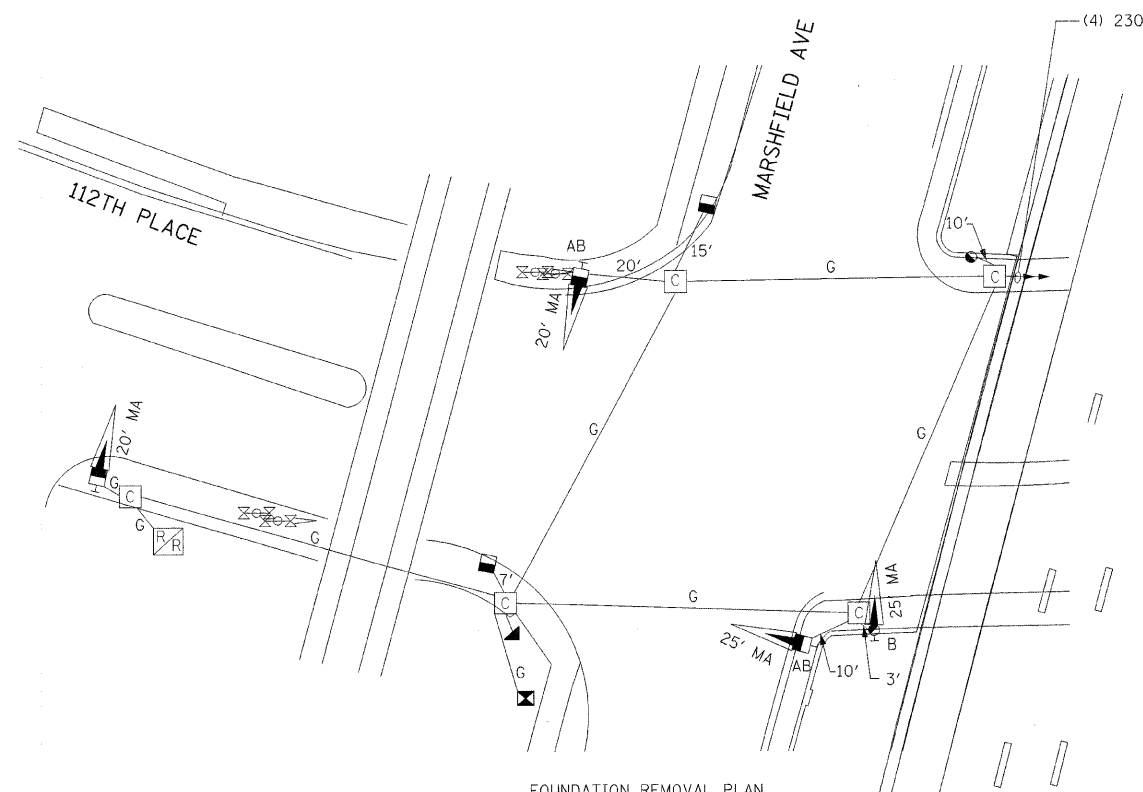 (4) 230
MARSHFIELD AVE
112TH PLACE
10'
AB
20'
15'
G
C
C
20' MA
20' MA
G
G
G
C
G
R
R
G
7'
C
G
C
25' MA
25' MA
B
AB
10'
3'
G
FOUNDATION REMOVAL PLAN